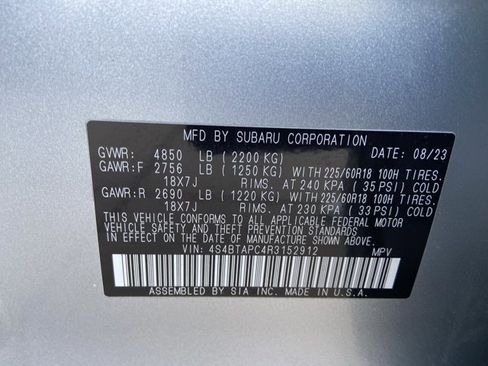 MFD BY SUBARU CORPORATION DATE: 08/23
GVWR: 4850 LB (2200 KG)
GAWR:F 2756 LB (1250 KG) WITH 225/60R18 100H TIRES.
18X7J RIMS. AT 240 KPA (35 PSI) COLD
GAWR:R 2690 LB (1220 KG) WITH 225/60R18 100H TIRES.
18X7J RIMS. AT 230 KPA (33 PSI) COLD
THIS VEHICLE CONFORMS TO ALL APPLICABLE FEDERAL MOTOR
VEHICLE SAFETY STANDARDS IN EFFECT ON THE DATE OF
MANUFACTURE SHOWN ABOVE.
VIN: 4S4BTAPC4R3152912 MPV
ASSEMBLED BY SIA INC. MADE IN U.S.A.